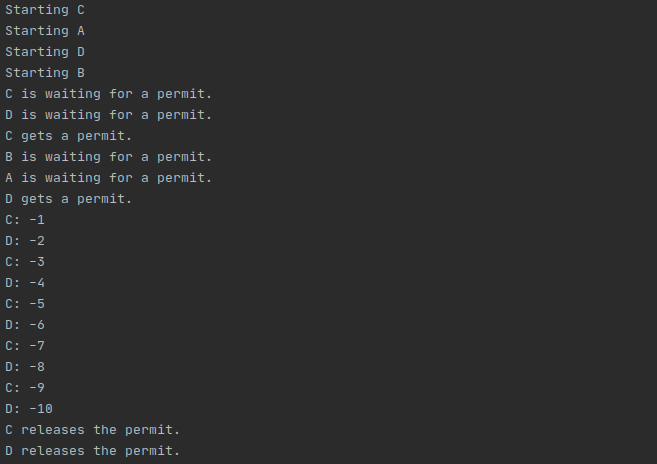 Starting C
Starting A
Starting D
Starting B
C is waiting for a permit.
D is waiting for a permit.
C gets a permit.
B is waiting for a permit.
A is waiting for a permit.
D gets a permit.
C: -1
D: -2
C: -3
D: -4
C: -5
D: -6
C: -7
D: -8
C: -9
D: -10
C releases the permit.
D releases the permit.